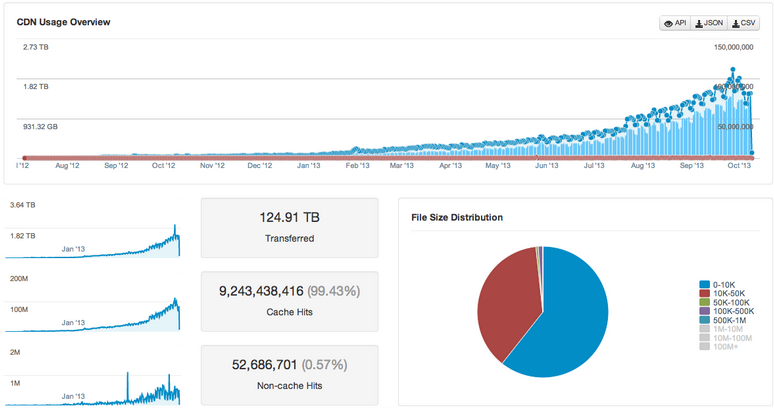 CDN Usage Overview
API JSON CSV
2.73 TB 150,000,000
1.82 TB
931.32 GB 50,000,000
Aug '12 Sep '12 Oct '12 Nov '12 Dec '12 Jan '13 Feb '13 Mar '13 Apr '13 May '13 Jun '13 Jul '13 Aug '13 Sep '13 Oct '13
3.64 TB
1.82 TB
Jan '13
124.91 TB
Transferred
200M
100M
Jan '13
9,243,438,416 (99.43%)
Cache Hits
2M
1M
Jan '13
52,686,701 (0.57%)
Non-cache Hits
File Size Distribution
0-10K
10K-50K
50K-100K
100K-500K
500K-1M
1M-10M
10M-100M
100M+